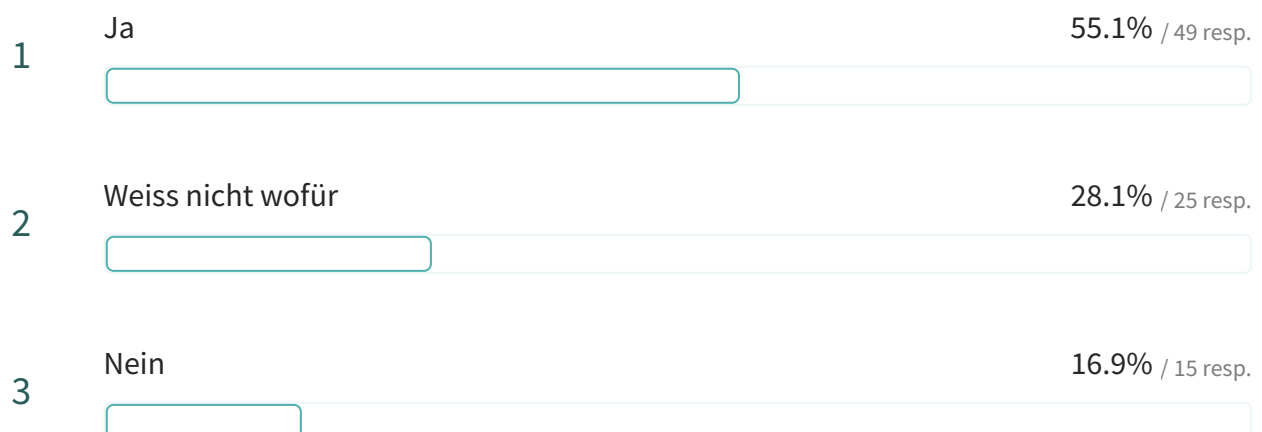 1
Ja
55.1% / 49 resp.
2
Weiss nicht wofür
28.1% / 25 resp.
3
Nein
16.9% / 15 resp.